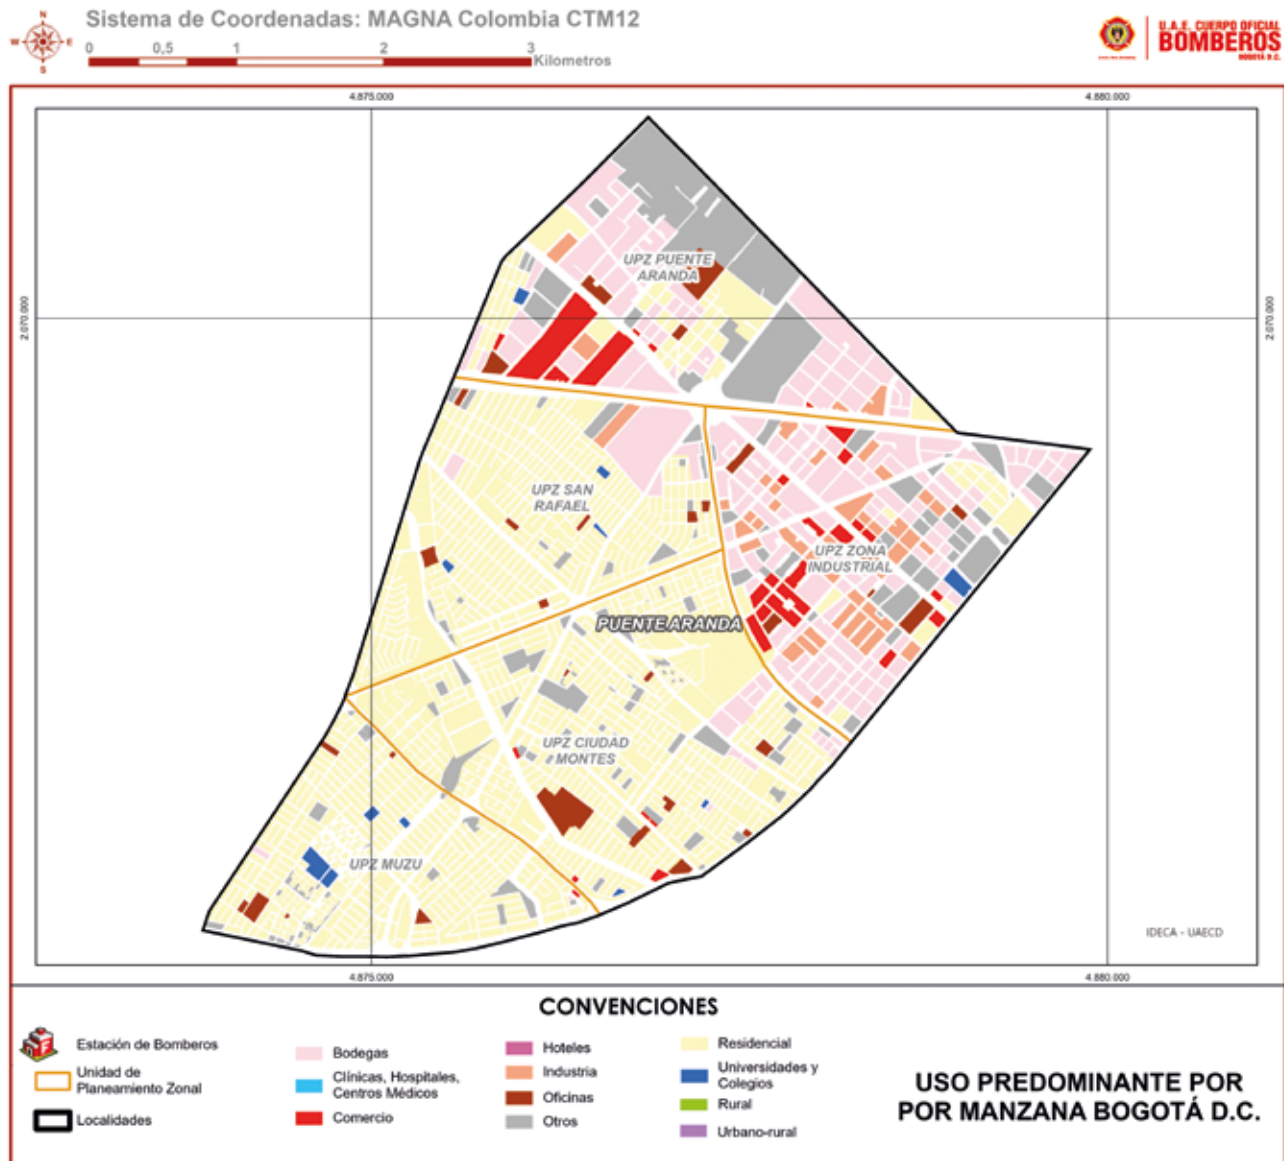 Sistema de Coordenadas: MAGNA Colombia CTM12
N
W E
S
0 0,5 1 2 3
Kilometros
U.A.E. CUERPO OFICIAL
BOMBEROS
BOGOTÁ D.C.
4.875.000 4.880.000
2.070.000 2.070.000
UPZ PUENTE
ARANDA
UPZ SAN
RAFAEL
UPZ ZONA
INDUSTRIAL
PUENTE ARANDA
UPZ CIUDAD
MONTES
UPZ MUZU
IDECA - UAECD
4.875.000 4.880.000
CONVENCIONES
Estación de Bomberos
Unidad de
Planeamiento Zonal
Localidades
Bodegas
Clínicas, Hospitales,
Centros Médicos
Comercio
Hoteles
Industria
Oficinas
Otros
Residencial
Universidades y
Colegios
Rural
Urbano-rural
USO PREDOMINANTE POR
POR MANZANA BOGOTÁ D.C.